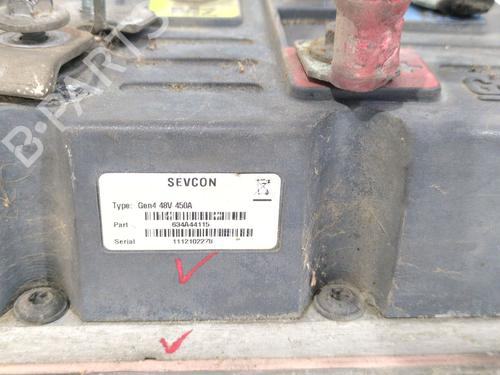 B-PARTS
SEVCON
Type: Gen4 48V 450A
Part 634A44115
Serial 1112102278